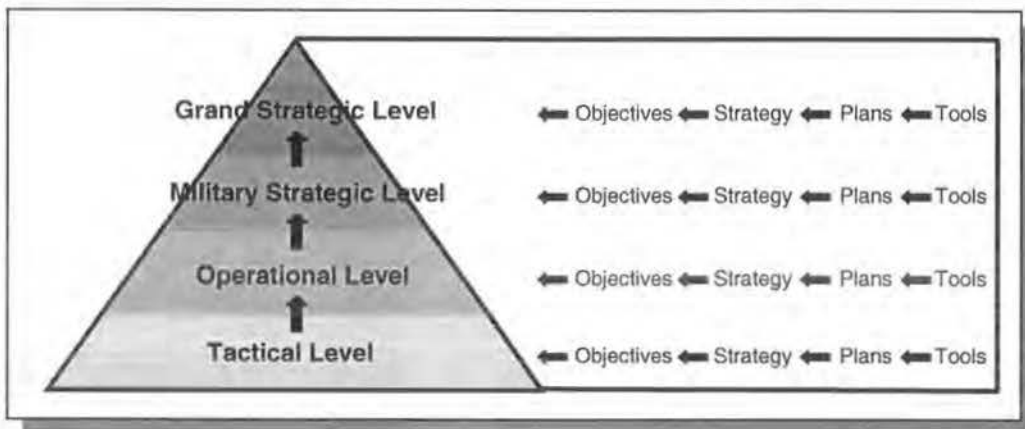 Grand Strategic Level Objectives Strategy Plans Tools
Military Strategic Level Objectives Strategy Plans Tools
Operational Level Objectives Strategy Plans Tools
Tactical Level Objectives Strategy Plans Tools